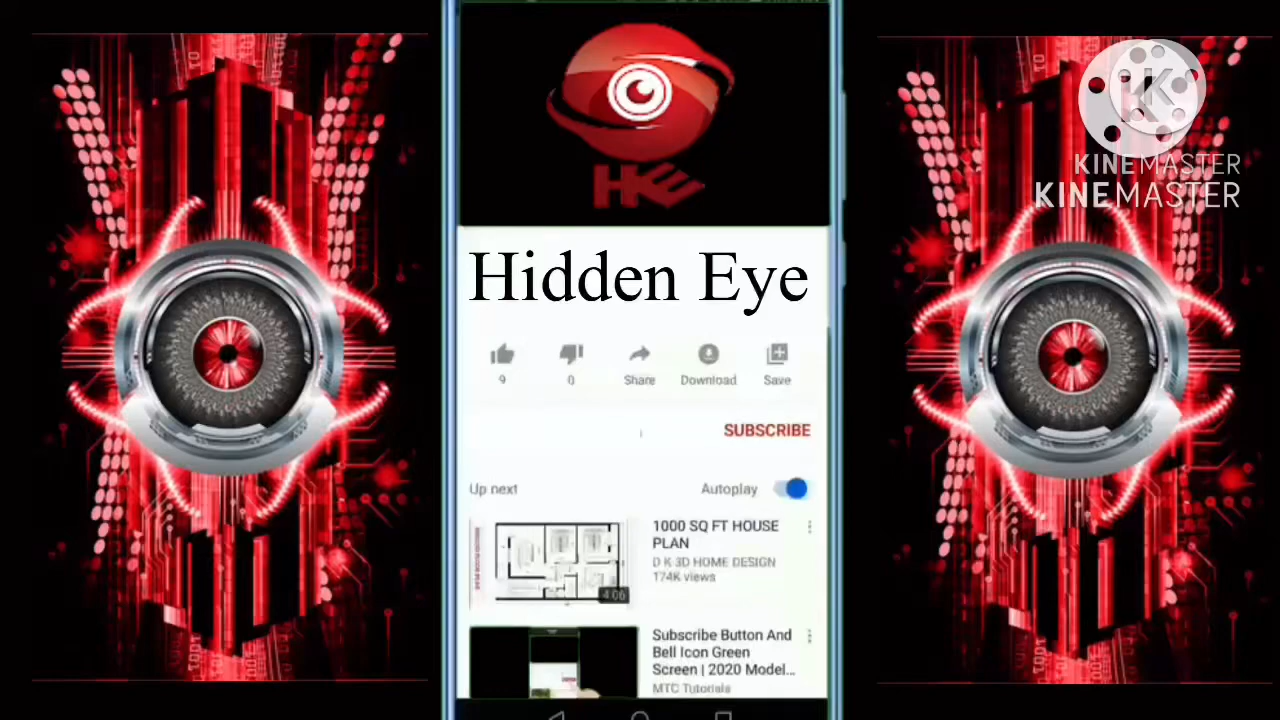 HKE
KINEMASTER
KINEMASTER
Hidden Eye
9
0
Share
Download
Save
SUBSCRIBE
Up next
Autoplay
1000 SQ FT HOUSE
PLAN
D K 3D HOME DESIGN
174K views
4:06
Subscribe Button And
Bell Icon Green
Screen | 2020 Model...
MTC Tutorials